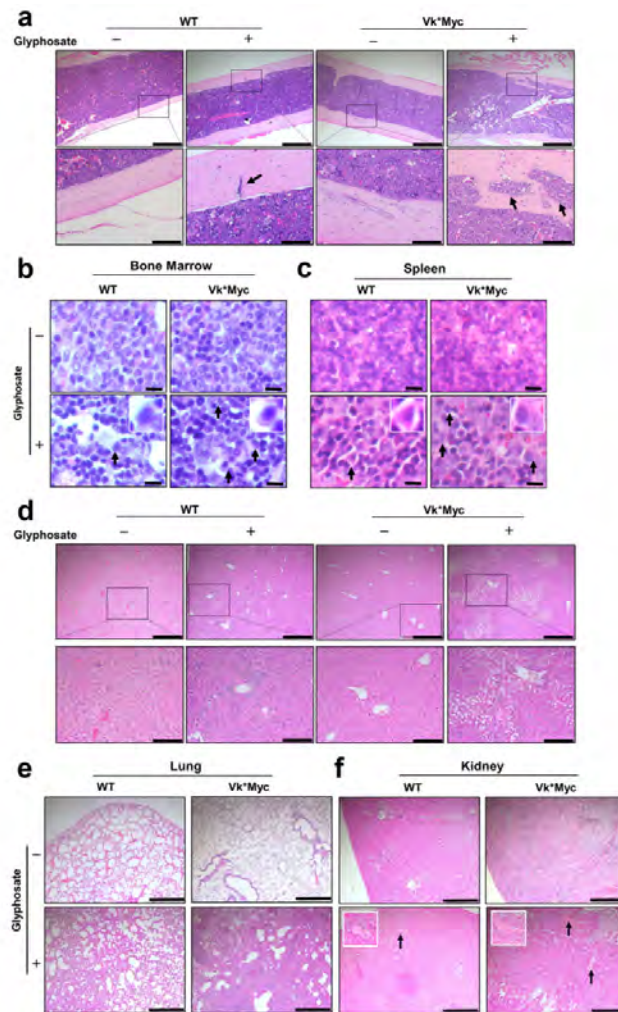 a
WT Vk*Myc
Glyphosate − + − +
b Bone Marrow c Spleen
WT Vk*Myc WT Vk*Myc
−
Glyphosate
+
d
WT Vk*Myc
Glyphosate − + − +
e Lung f Kidney
WT Vk*Myc WT Vk*Myc
−
Glyphosate
+